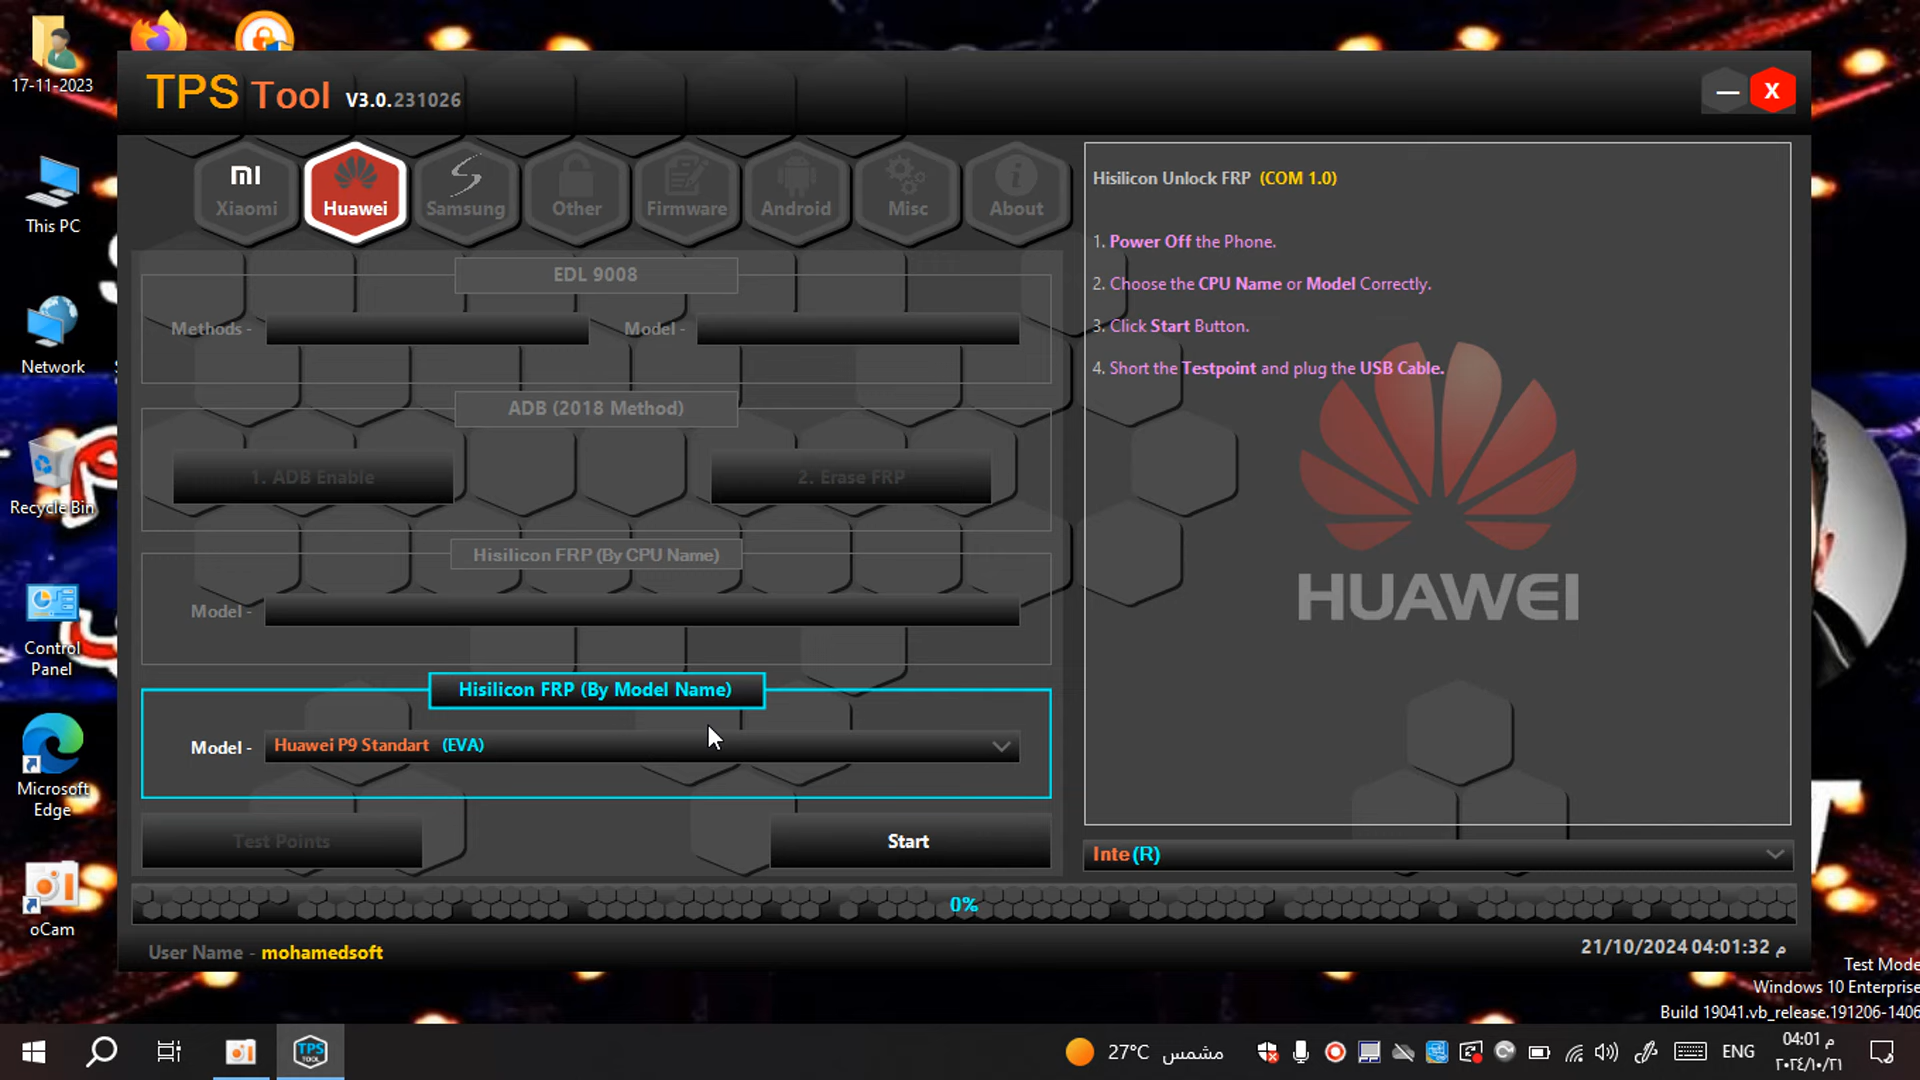 17-11-2023
This PC
Network
Recycle Bin
Control
Panel
Microsoft
Edge
oCam
TPS Tool V3.0.231026
X
mi
Xiaomi
Huawei
Samsung
Other
Firmware
Android
Misc
About
EDL 9008
Methods -
Model -
ADB (2018 Method)
1. ADB Enable
2. Erase FRP
Hisilicon FRP (By CPU Name)
Model -
Hisilicon FRP (By Model Name)
Model - Huawei P9 Standart (EVA)
Test Points
Start
Hisilicon Unlock FRP (COM 1.0)
1. Power Off the Phone.
2. Choose the CPU Name or Model Correctly.
3. Click Start Button.
4. Short the Testpoint and plug the USB Cable.
HUAWEI
Inte(R)
0%
User Name - mohamedsoft
21/10/2024 04:01:32 م
Test Mode
Windows 10 Enterprise
Build 19041.vb_release.191206-1406
TPS
TOOL
27°C مشمس
ENG
04:01 م
٢٠٢٤/١٠/٢١